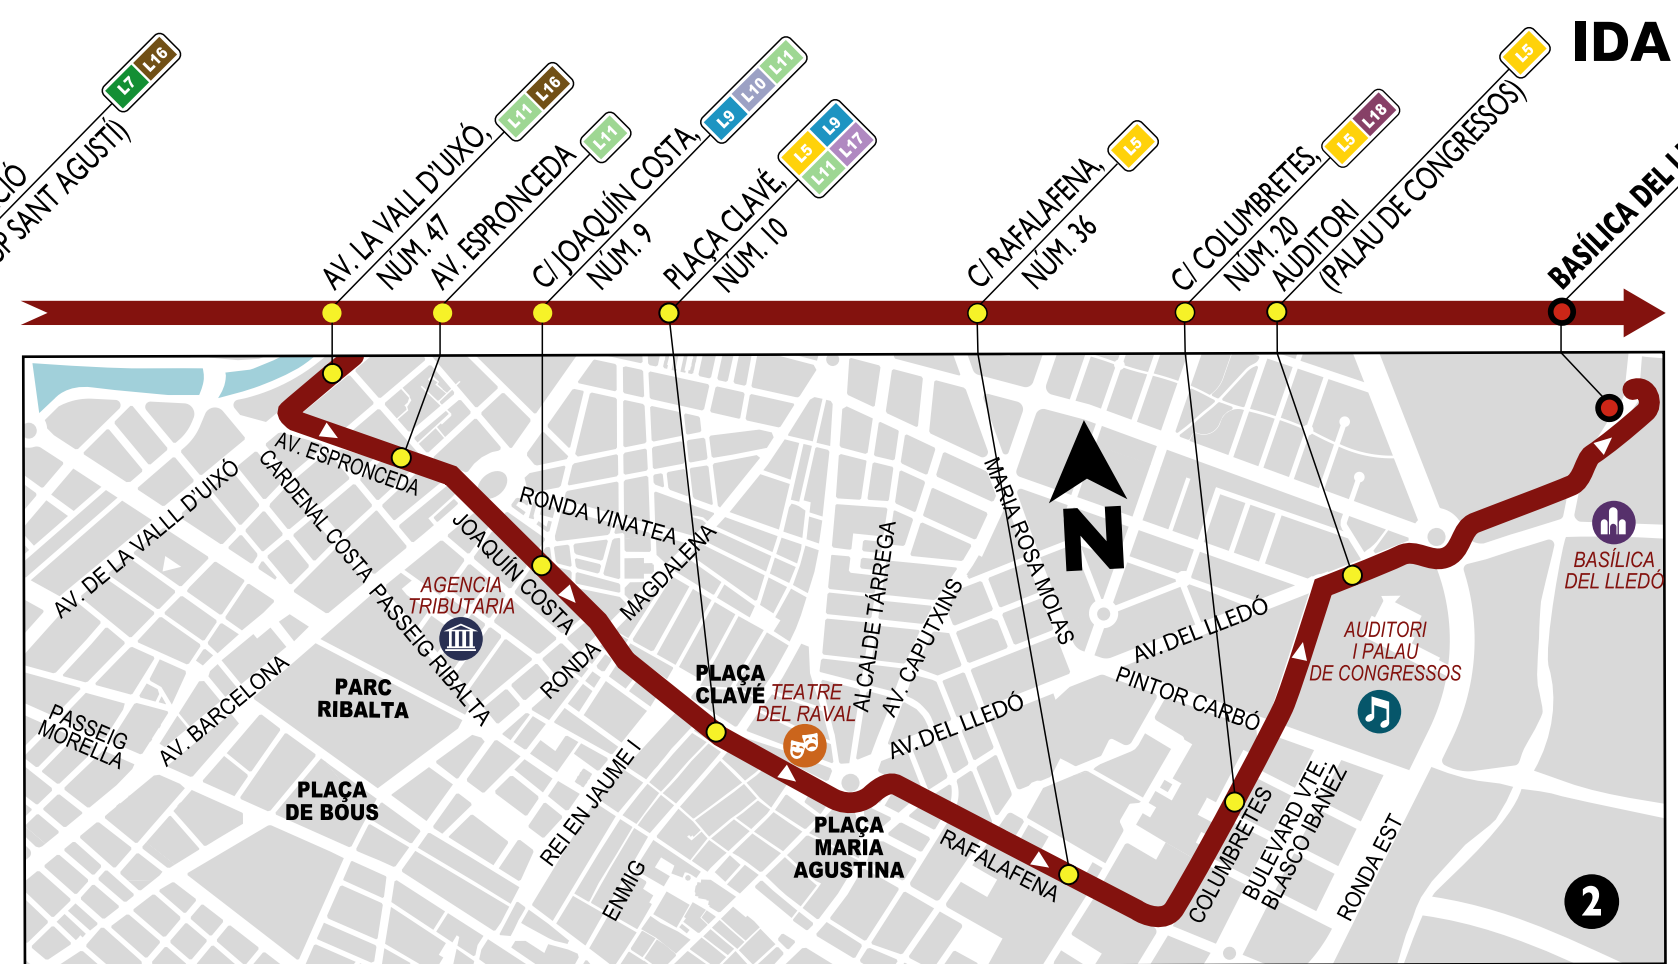 IDA
L7
L16
CIÓ
SANT AGUSTÍ)
L11
L16
AV. LA VALL D'UIXÓ,
NÚM. 47
L11
AV. ESPRONCEDA
L9
L10
L11
C/ JOAQUÍN COSTA,
NÚM. 9
L5
L9
L11
L17
PLAÇA CLAVÉ,
NÚM. 10
L5
C/ RAFALAFENA,
NÚM. 36
L5
L18
C/ COLUMBRETES,
NUM. 20
L5
AUDITORI
(PALAU DE CONGRESSOS)
BASÍLICA DEL
AV. ESPRONCEDA
AV. DE LA VALLL D'UIXÓ
CARDENAL COSTA
PASSEIG RIBALTA
JOAQUÍN COSTA
RONDA VINATEA
RONDA MAGDALENA
AGENCIA
TRIBUTARIA
PARC
RIBALTA
AV. BARCELONA
PASSEIG
MORELLA
PLAÇA
DE BOUS
REI EN JAUME I
ENMIG
PLAÇA
CLAVÉ
TEATRE
DEL RAVAL
ALCALDE TÁRREGA
AV. CAPUTXINS
AV. DEL LLEDÓ
PLAÇA
MARIA
AGUSTINA
RAFALAFENA
MARIA ROSA MOLAS
N
AV. DEL LLEDÓ
PINTOR CARBÓ
COLUMBRETES
BULEVARD VTE.
BLASCO IBAÑEZ
RONDA EST
AUDITORI
I PALAU
DE CONGRESSOS
BASÍLICA
DEL LLEDÓ
2